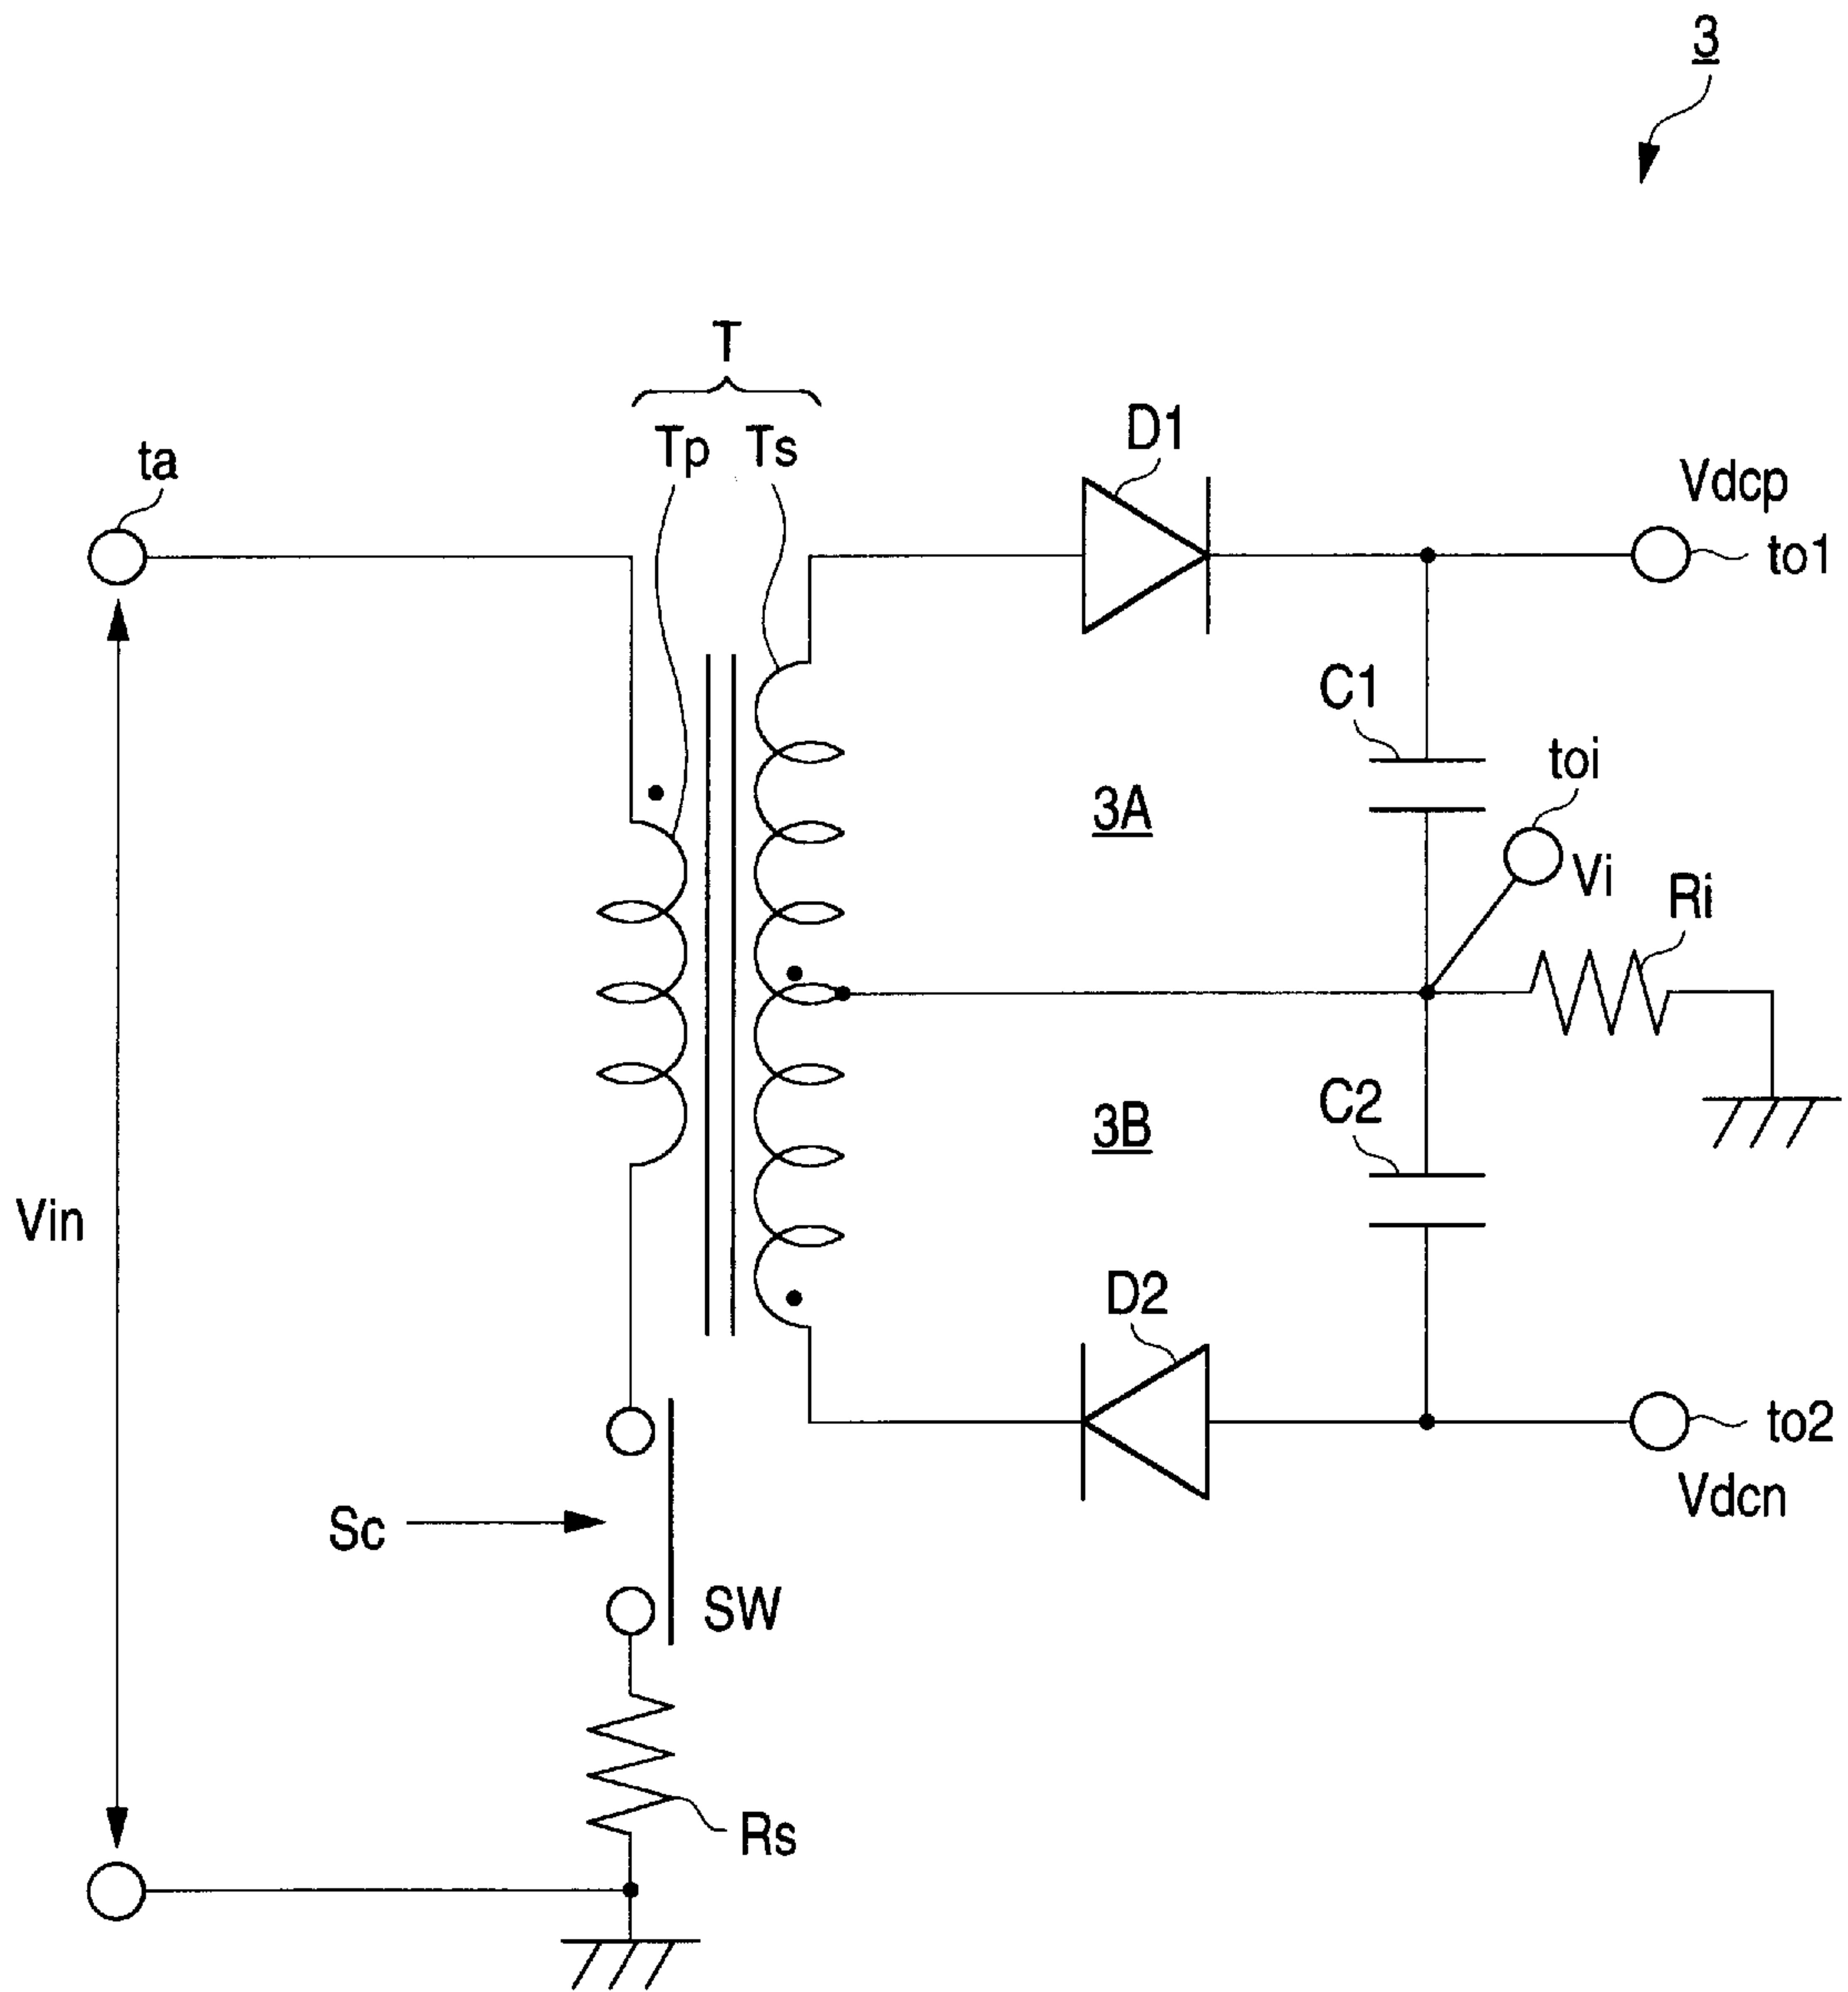 3
T
Tp Ts
ta
D1
Vdcp
to1
C1
toi
3A
Vi
Ri
C2
3B
Vin
D2
to2
Vdcn
Sc
SW
Rs